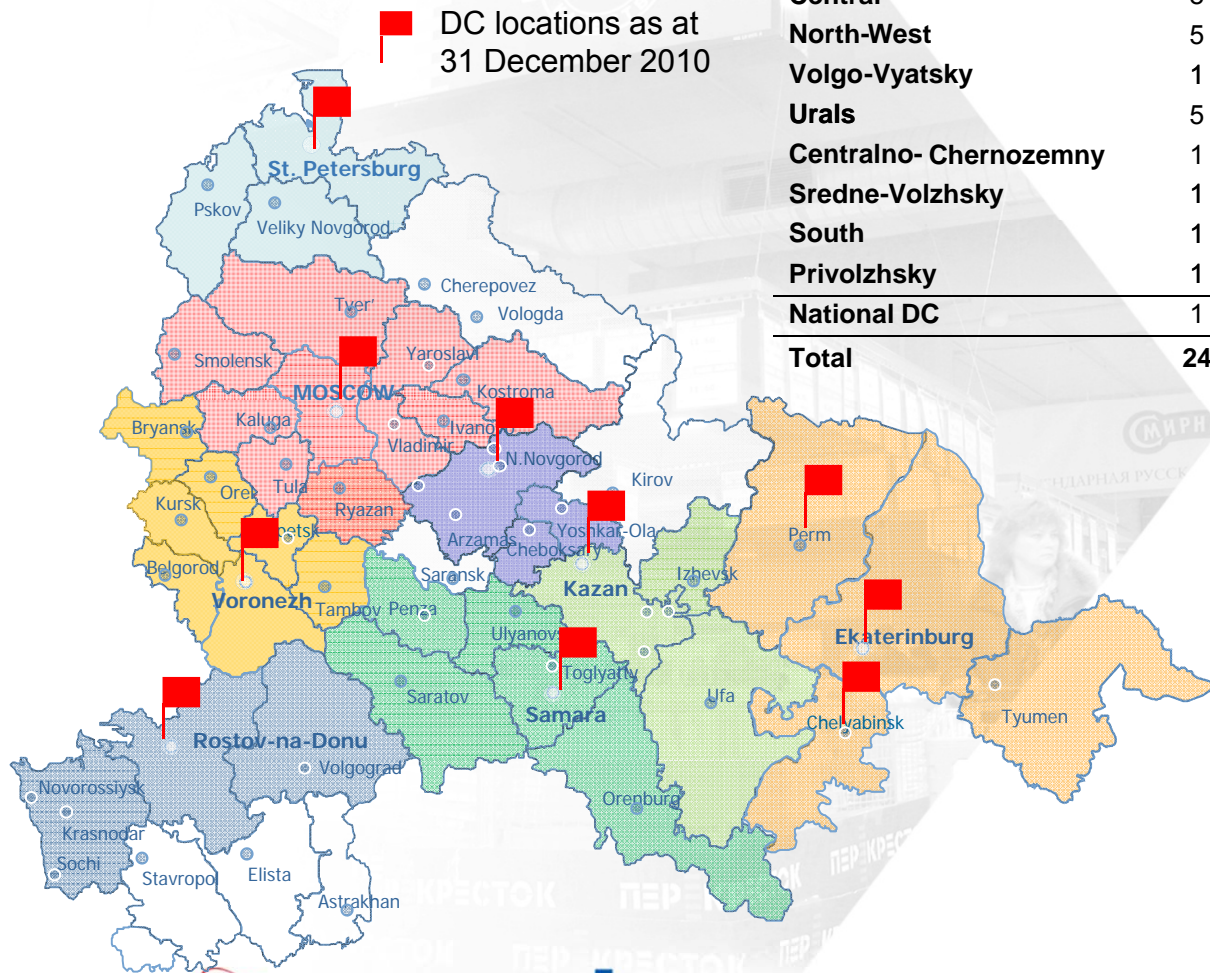 DC locations as at
31 December 2010
North-West 5
Volgo-Vyatsky 1
Urals 5
Centralno- Chernozemny 1
Sredne-Volzhsky 1
South 1
Privolzhsky 1
National DC 1
Total 24
St. Petersburg
Pskov
Veliky Novgorod
Cherepovez
Vologda
Tver'
Smolensk
Yaroslavl
Kostroma
MOSCOW
Kaluga
Ivanovo
Bryansk
Vladimir
N.Novgorod
Kirov
Orel
Tula
Ryazan
Kursk
Arzamas
Yoshkar-Ola
Cheboksary
Perm
Belgorod
Saransk
Izhevsk
Voronezh
Tambov
Penza
Kazan
Ulyanovs
Ekaterinburg
Toglyatty
Saratov
Samara
Ufa
Chelyabinsk
Tyumen
Rostov-na-Donu
Volgograd
Novorossiysk
Orenburg
Krasnodar
Sochi
Stavropol
Elista
Astrakhan